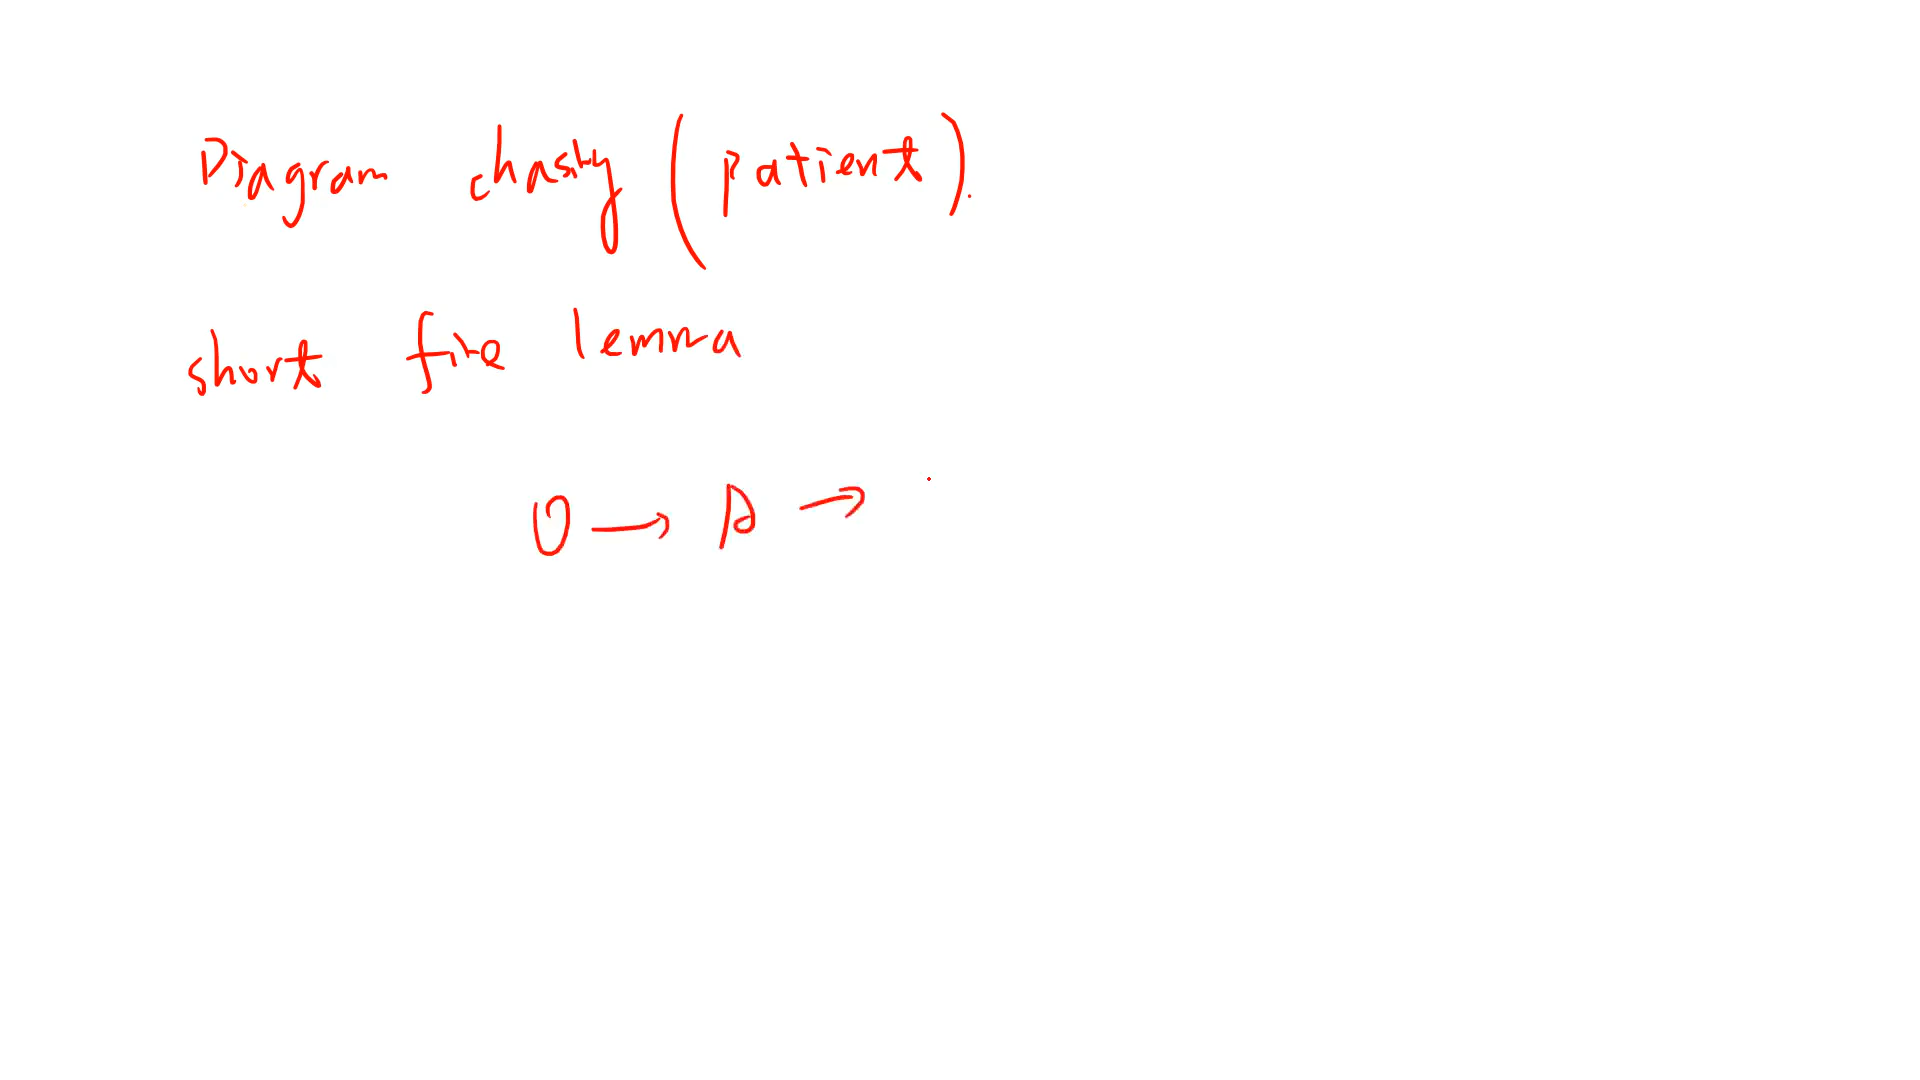 Diagram chasing (patient).
short five lemma
0 → A →